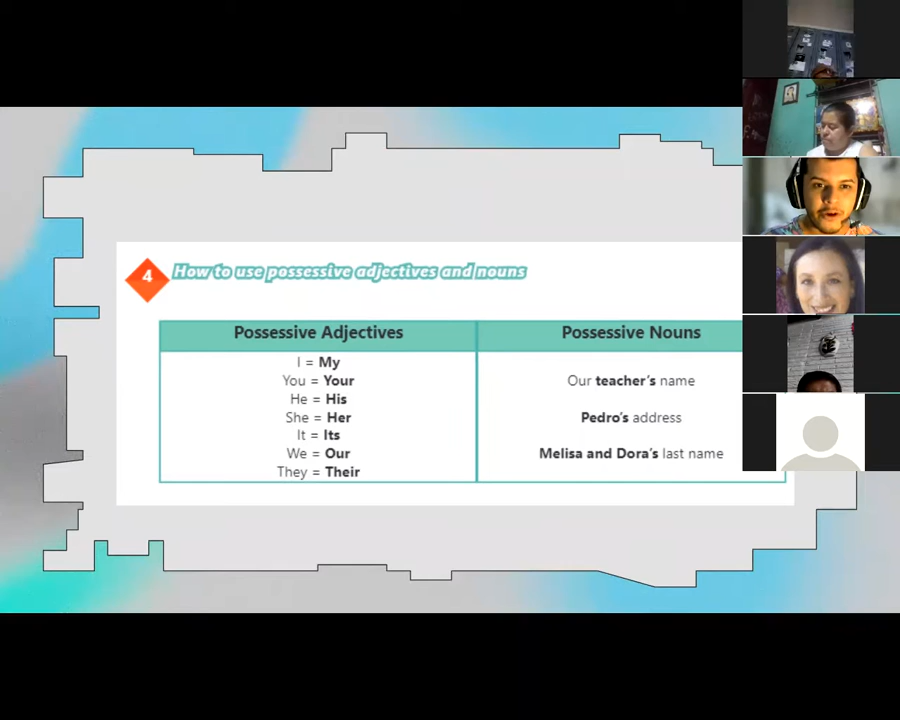 4
How to use possessive adjectives and nouns
Possessive Adjectives
I = My
You = Your
He = His
She = Her
It = Its
We = Our
They = Their
Possessive Nouns
Our teacher's name
Pedro's address
Melisa and Dora's last name